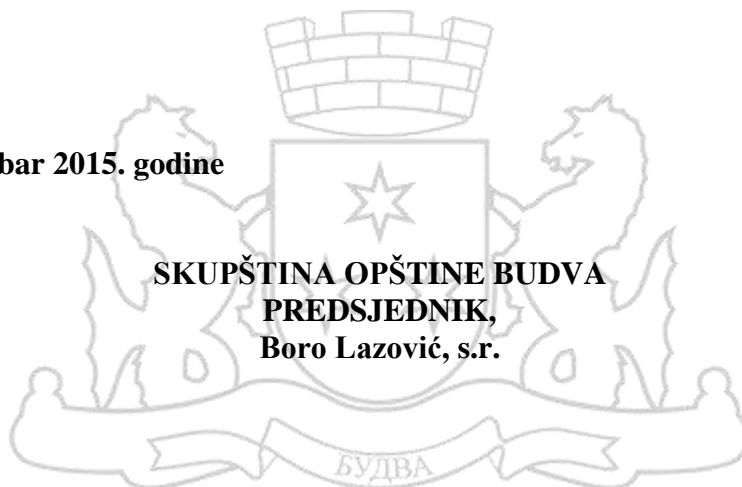 bar 2015. godine
SKUPŠTINA OPŠTINE BUDVA
PREDSJEDNIK,
Boro Lazović, s.r.
БУДВА